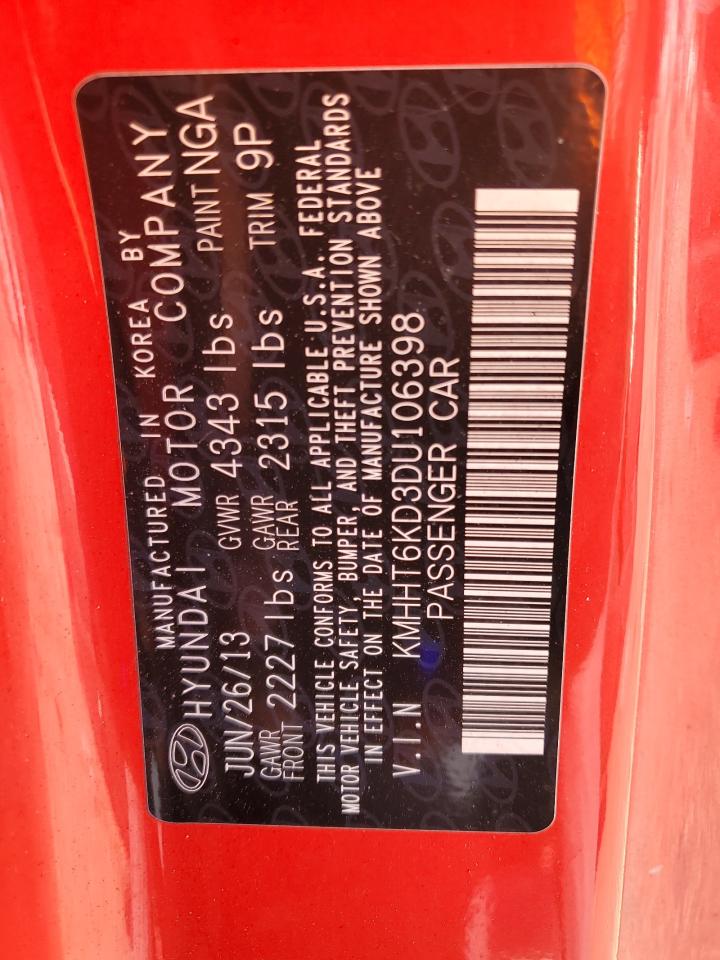 MANUFACTURED IN KOREA BY
HYUNDAI MOTOR COMPANY
JUN/26/13 GVWR 4343 lbs PAINT NGA
GAWR FRONT 2227 lbs GAWR REAR 2315 lbs TRIM 9P
THIS VEHICLE CONFORMS TO ALL APPLICABLE U.S.A. FEDERAL
MOTOR VEHICLE SAFETY, BUMPER, AND THEFT PREVENTION STANDARDS
IN EFFECT ON THE DATE OF MANUFACTURE SHOWN ABOVE
V.I.N KMHHT6KD3DU106398
PASSENGER CAR